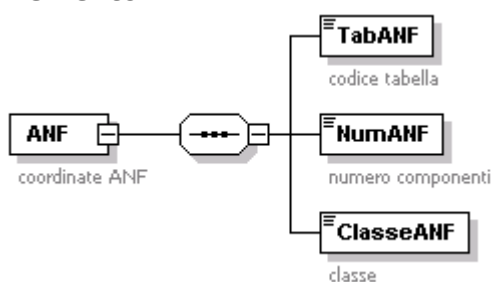 TabANF
codice tabella
ANF
coordinate ANF
NumANF
numero componenti
ClasseANF
classe